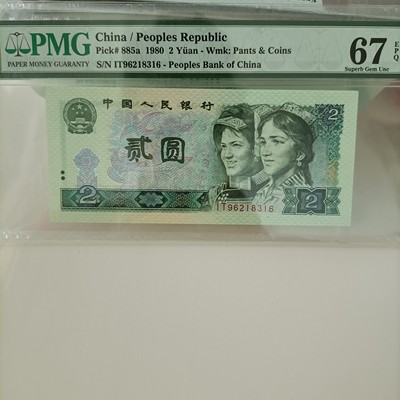 PMG
PAPER MONEY GUARANTY
China / Peoples Republic
Pick# 885a 1980 2 Yüan - Wmk: Pants & Coins
S/N IT96218316 - Peoples Bank of China
67 EPQ
Superb Gem Unc
中国人民银行
2
贰圆
2
IT96218316
2